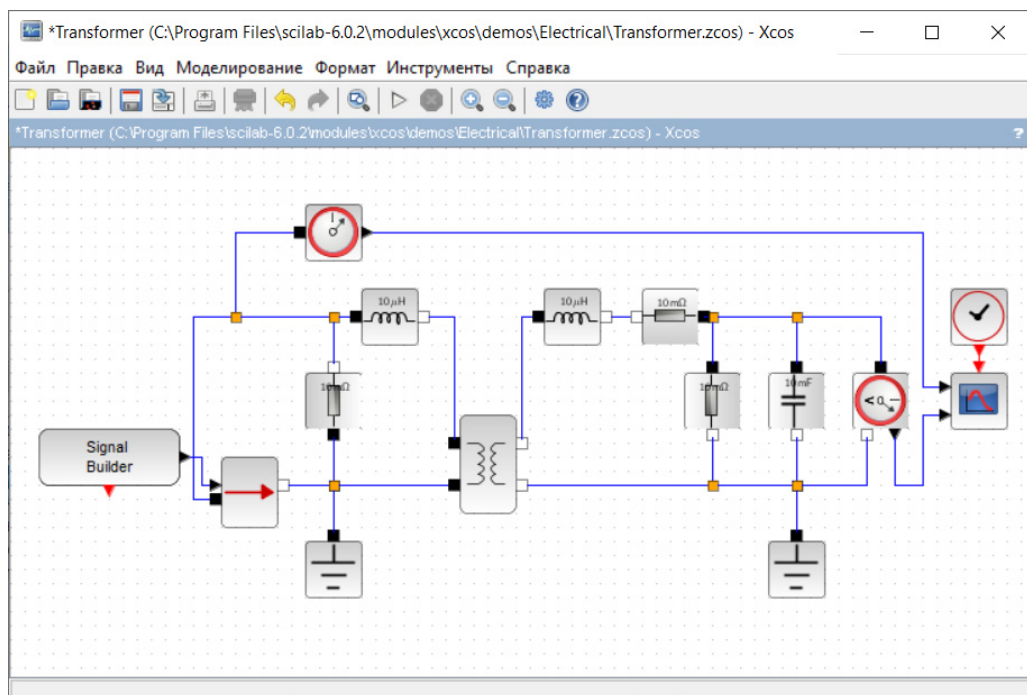 *Transformer (C:\Program Files\scilab-6.0.2\modules\xcos\demos\Electrical\Transformer.zcos) - Xcos
Файл Правка Вид Моделирование Формат Инструменты Справка
*Transformer (C:\Program Files\scilab-6.0.2\modules\xcos\demos\Electrical\Transformer.zcos) - Xcos
10μH
10μH
10mΩ
10mΩ
10mΩ
10mF
Signal
Builder